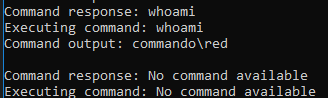 Command response: whoami
Executing command: whoami
Command output: commando\red
Command response: No command available
Executing command: No command available